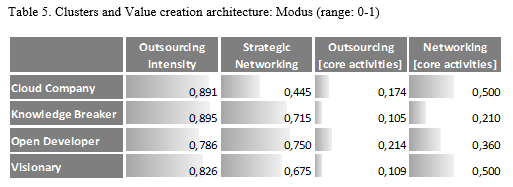 Table 5. Clusters and Value creation architecture: Modus (range: 0-1)
Outsourcing Intensity Strategic Networking Outsourcing [core activities] Networking [core activities]
Cloud Company 0,891 0,445 0,174 0,500
Knowledge Breaker 0,895 0,715 0,105 0,210
Open Developer 0,786 0,750 0,214 0,360
Visionary 0,826 0,675 0,109 0,500